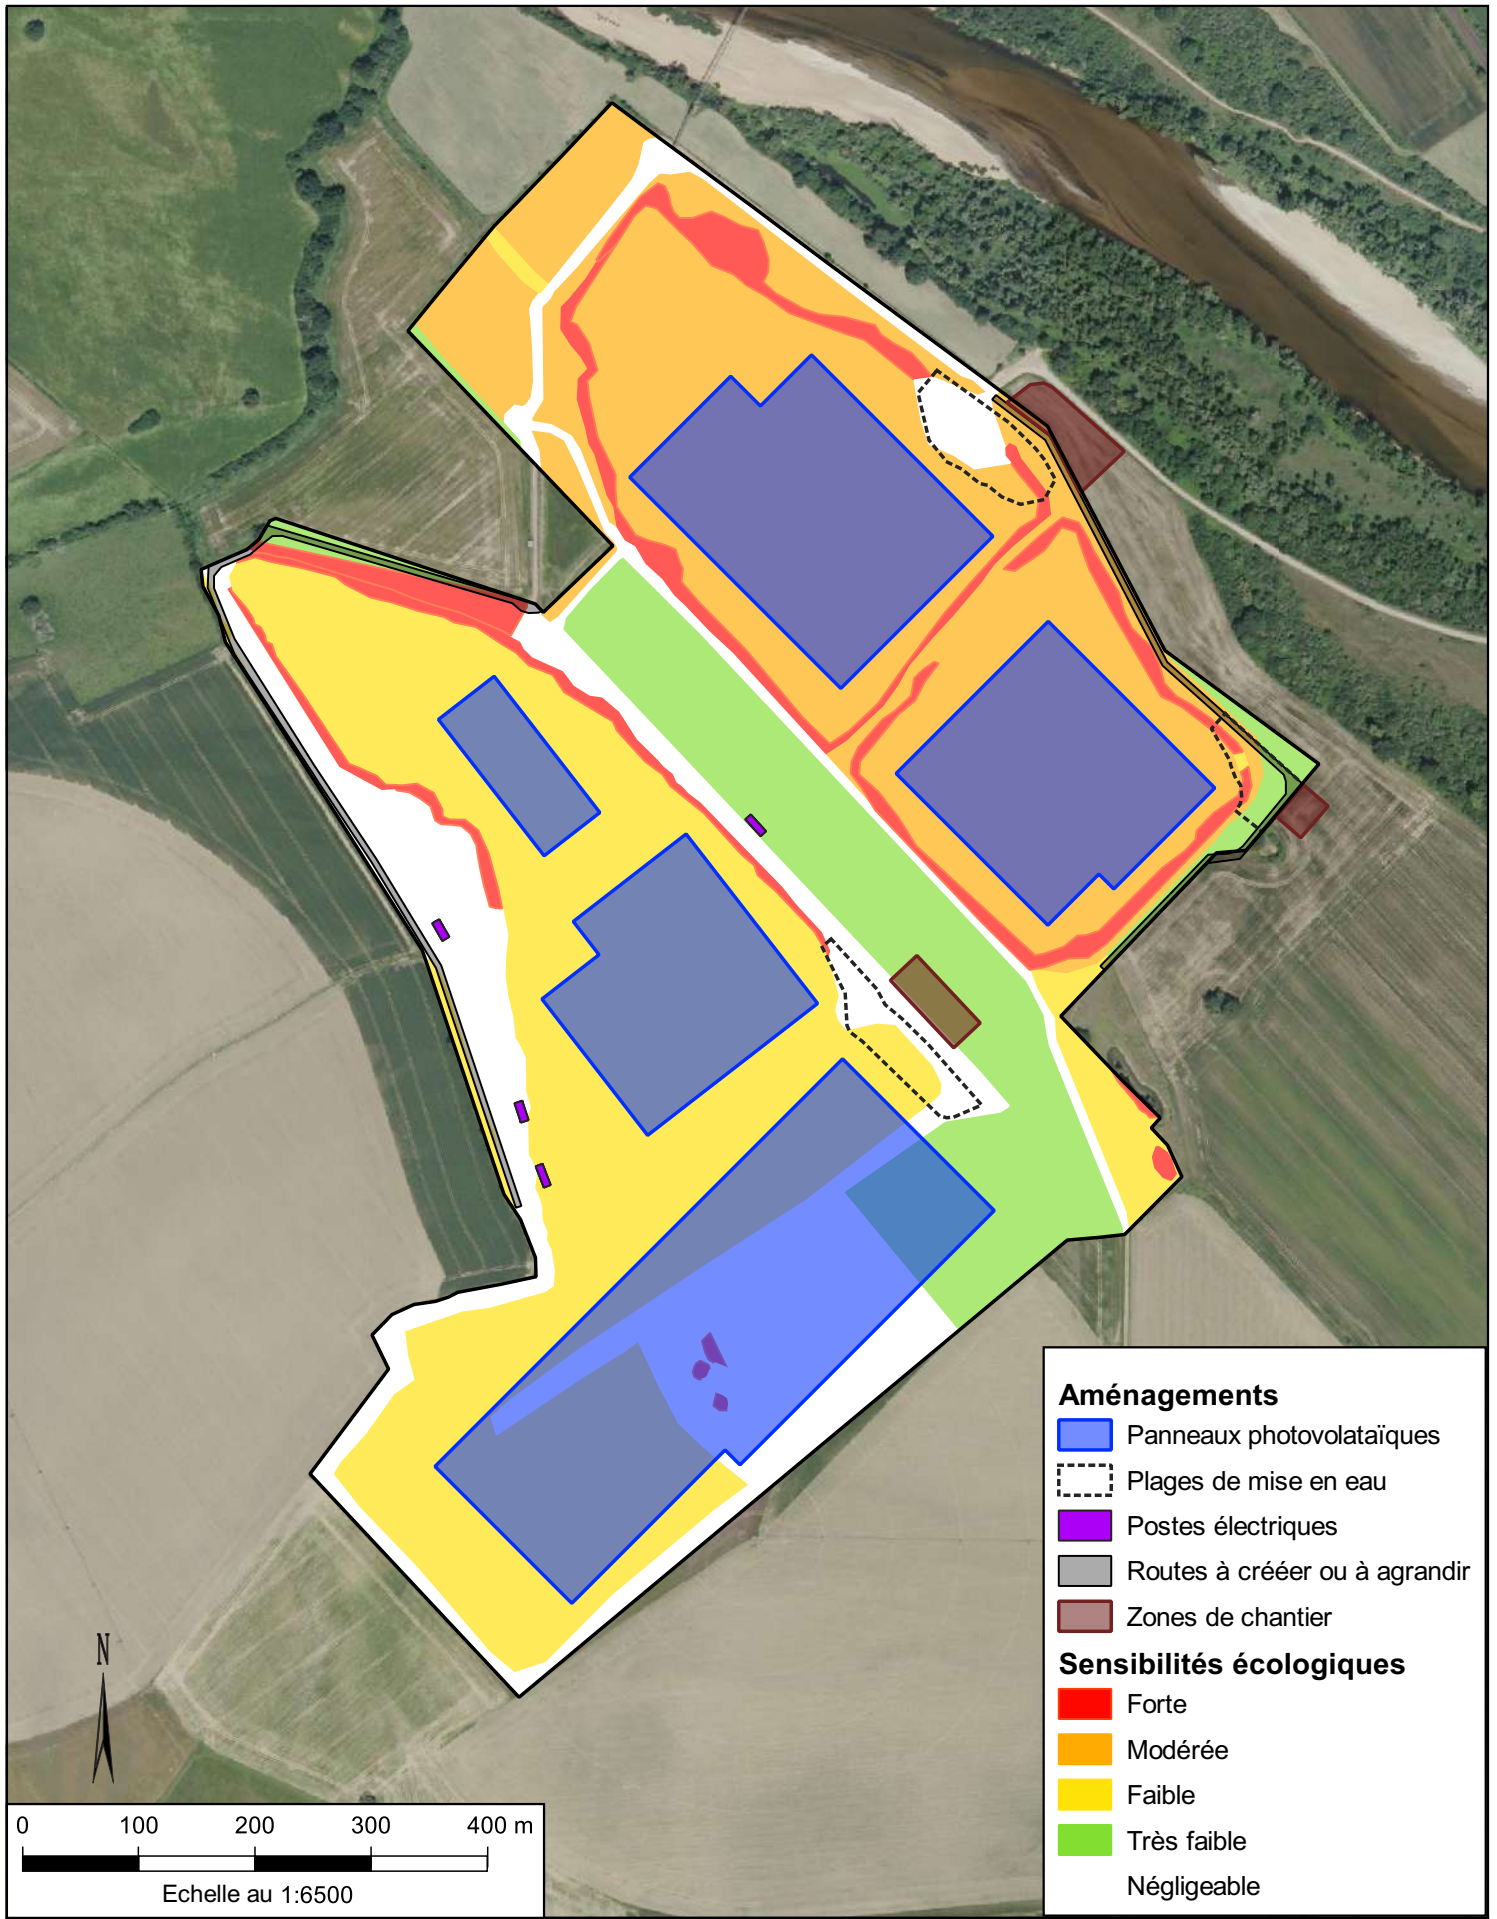 Aménagements
Panneaux photovolataïques
Plages de mise en eau
Postes électriques
Routes à crééer ou à agrandir
Zones de chantier
Sensibilités écologiques
Forte
Modérée
Faible
Très faible
Négligeable
N
0 100 200 300 400 m
Echelle au 1:6500